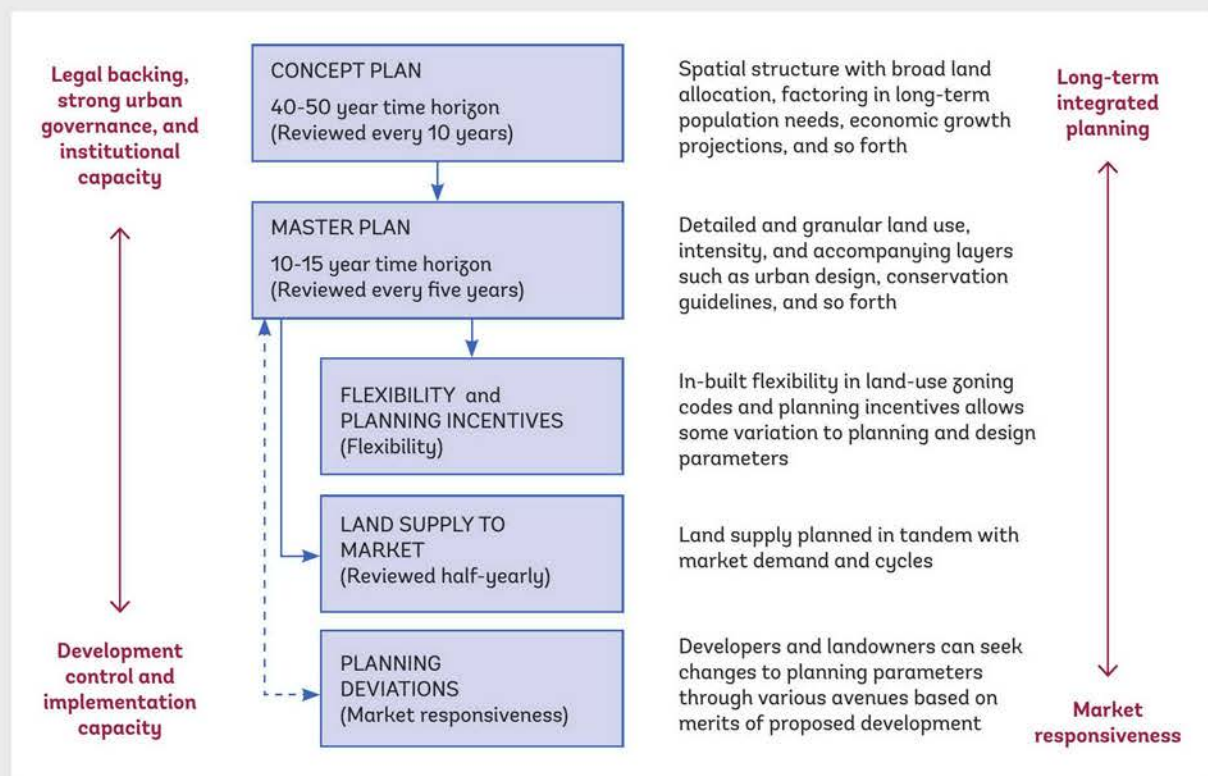 Legal backing,
strong urban
governance, and
institutional
capacity
Development
control and
implementation
capacity
CONCEPT PLAN
40-50 year time horizon
(Reviewed every 10 years)
Spatial structure with broad land
allocation, factoring in long-term
population needs, economic growth
projections, and so forth
MASTER PLAN
10-15 year time horizon
(Reviewed every five years)
Detailed and granular land use,
intensity, and accompanying layers
such as urban design, conservation
guidelines, and so forth
FLEXIBILITY and
PLANNING INCENTIVES
(Flexibility)
In-built flexibility in land-use zoning
codes and planning incentives allows
some variation to planning and design
parameters
LAND SUPPLY TO
MARKET
(Reviewed half-yearly)
Land supply planned in tandem with
market demand and cycles
PLANNING
DEVIATIONS
(Market responsiveness)
Developers and landowners can seek
changes to planning parameters
through various avenues based on
merits of proposed development
Long-term
integrated
planning
Market
responsiveness